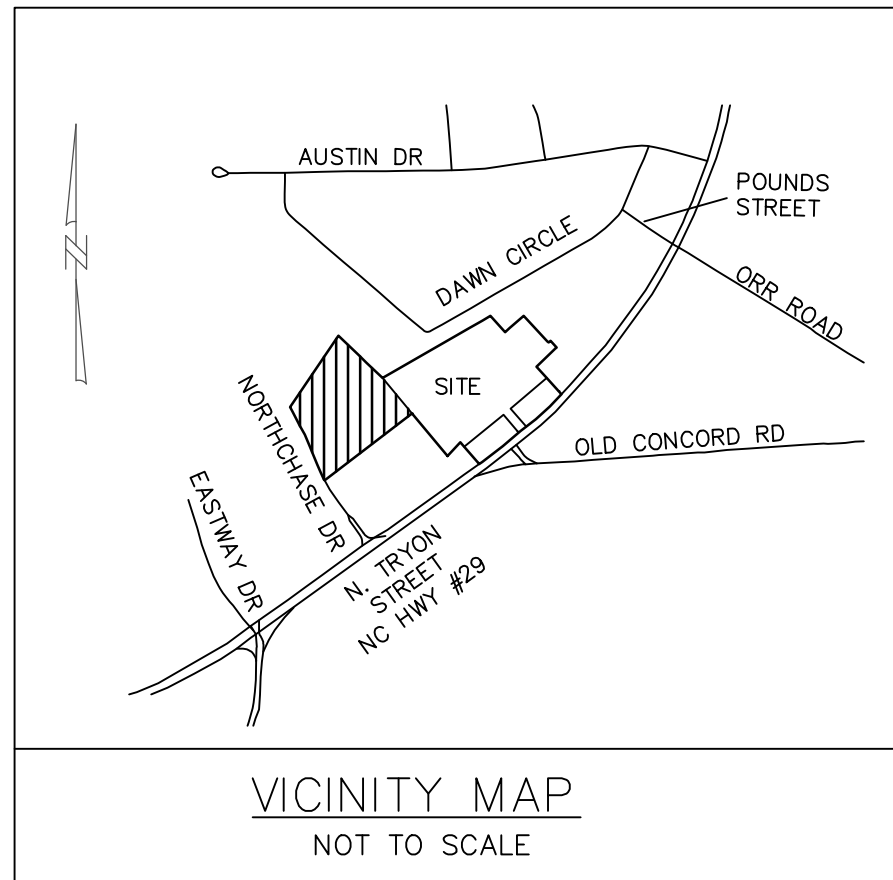 AUSTIN DR
POUNDS
STREET
N
DAWN CIRCLE
ORR ROAD
SITE
NORTHCHASE DR
OLD CONCORD RD
EASTWAY DR
N. TRYON
STREET
NC HWY #29
VICINITY MAP
NOT TO SCALE